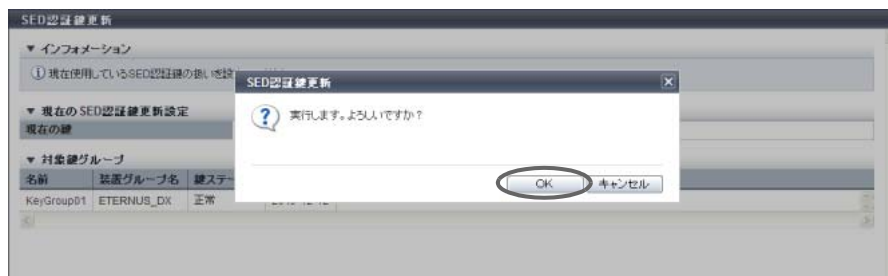 SED認証鍵更新
▼ インフォメーション
現在使用しているSED認証鍵の扱いを設
SED認証鍵更新
実行します。よろしいですか?
OK キャンセル
▼ 現在のSED認証鍵更新設定
現在の鍵
▼ 対象鍵グループ
名前 装置グループ名 鍵ステー
KeyGroup01 ETERNUS_DX 正常